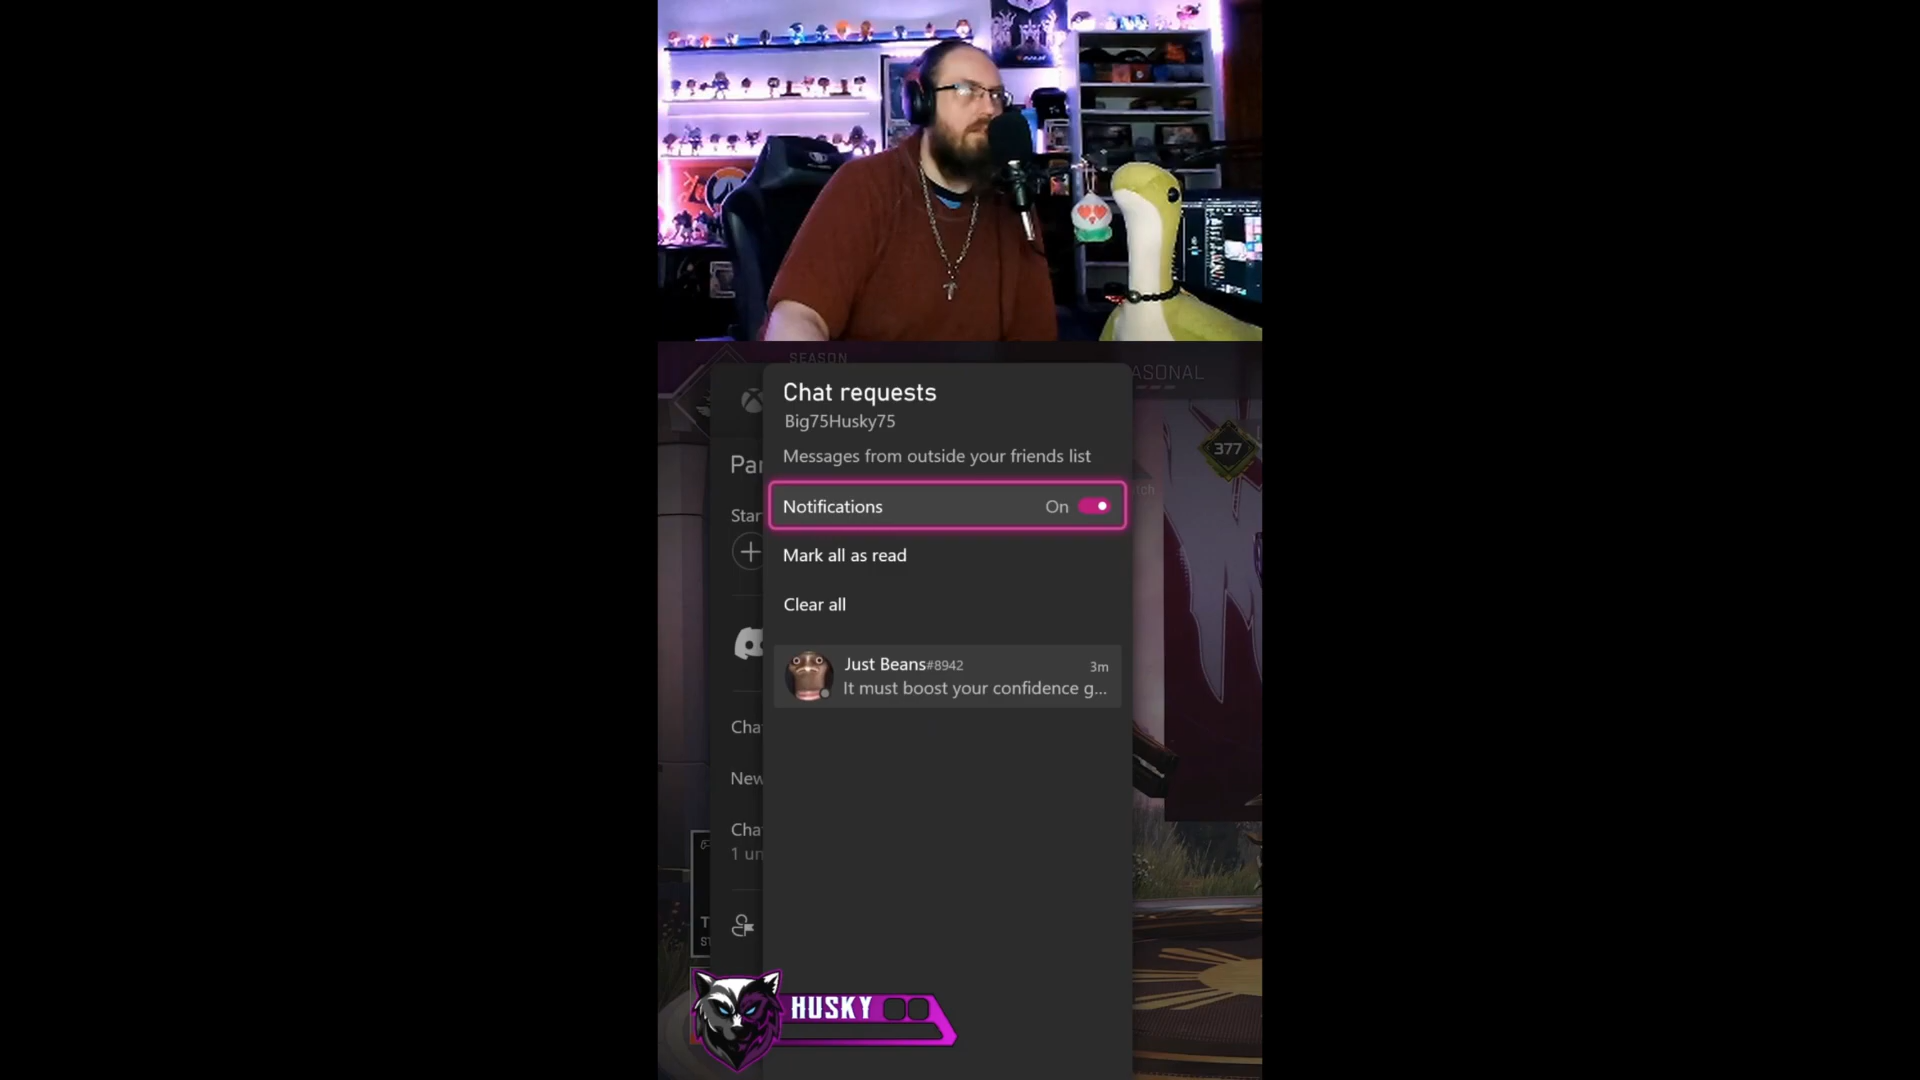 SEASON
ASONAL
Chat requests
Big75Husky75
377
Messages from outside your friends list
Par
Notifications On
Star
Mark all as read
Clear all
Just Beans#8942 3m
It must boost your confidence g...
Cha
New
Cha
1 un
HUSKY